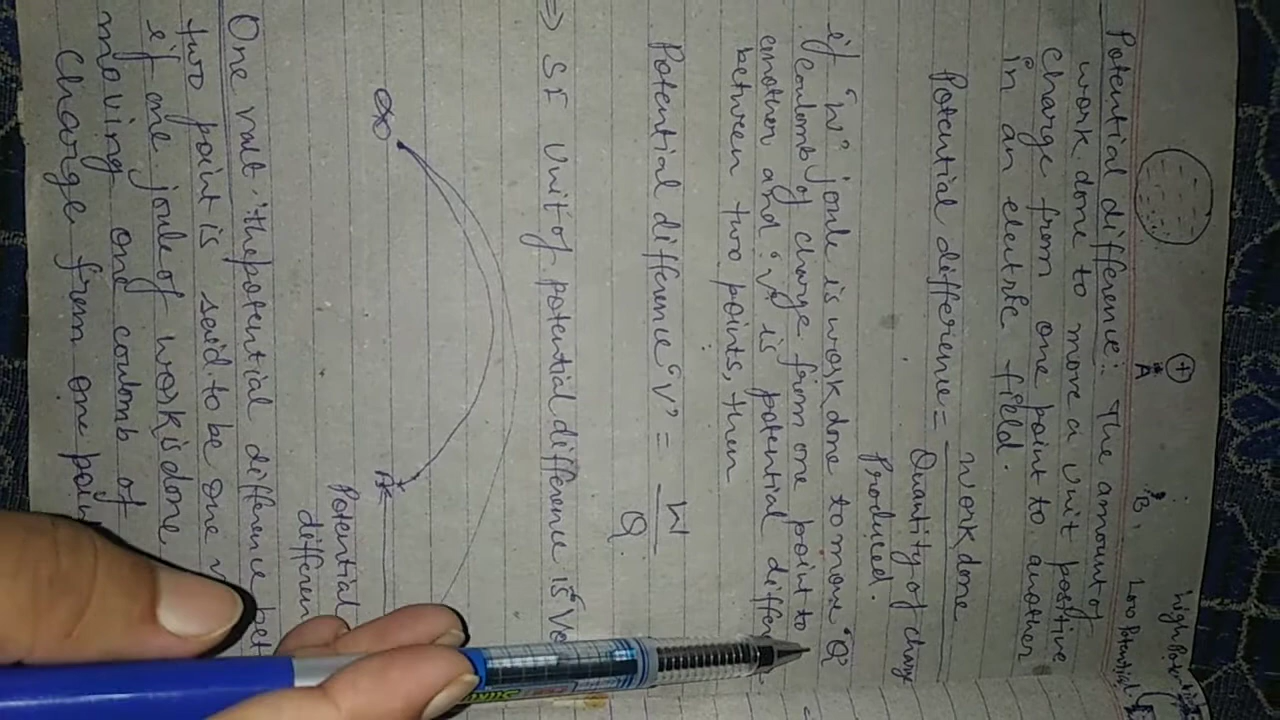 high Pote
A B. Low Potential
Potential difference: The amount of
work done to move a unit positive
charge from one point to another
in an electric field.
Potential difference = work done
Quantity of charge
Produced.
if "W" joule is work done to move "Q"
coulomb of charge from one point to
another and "V" is potential differ
between two points, then
Potential difference "V" = W
Q.
⇒ SI Unit of potential difference is "Vo
∞ A
Potential
differen
One volt: the potential difference bet
two point is said to be one v
if one joule of work is done
moving one coulomb of
Charge from one poin